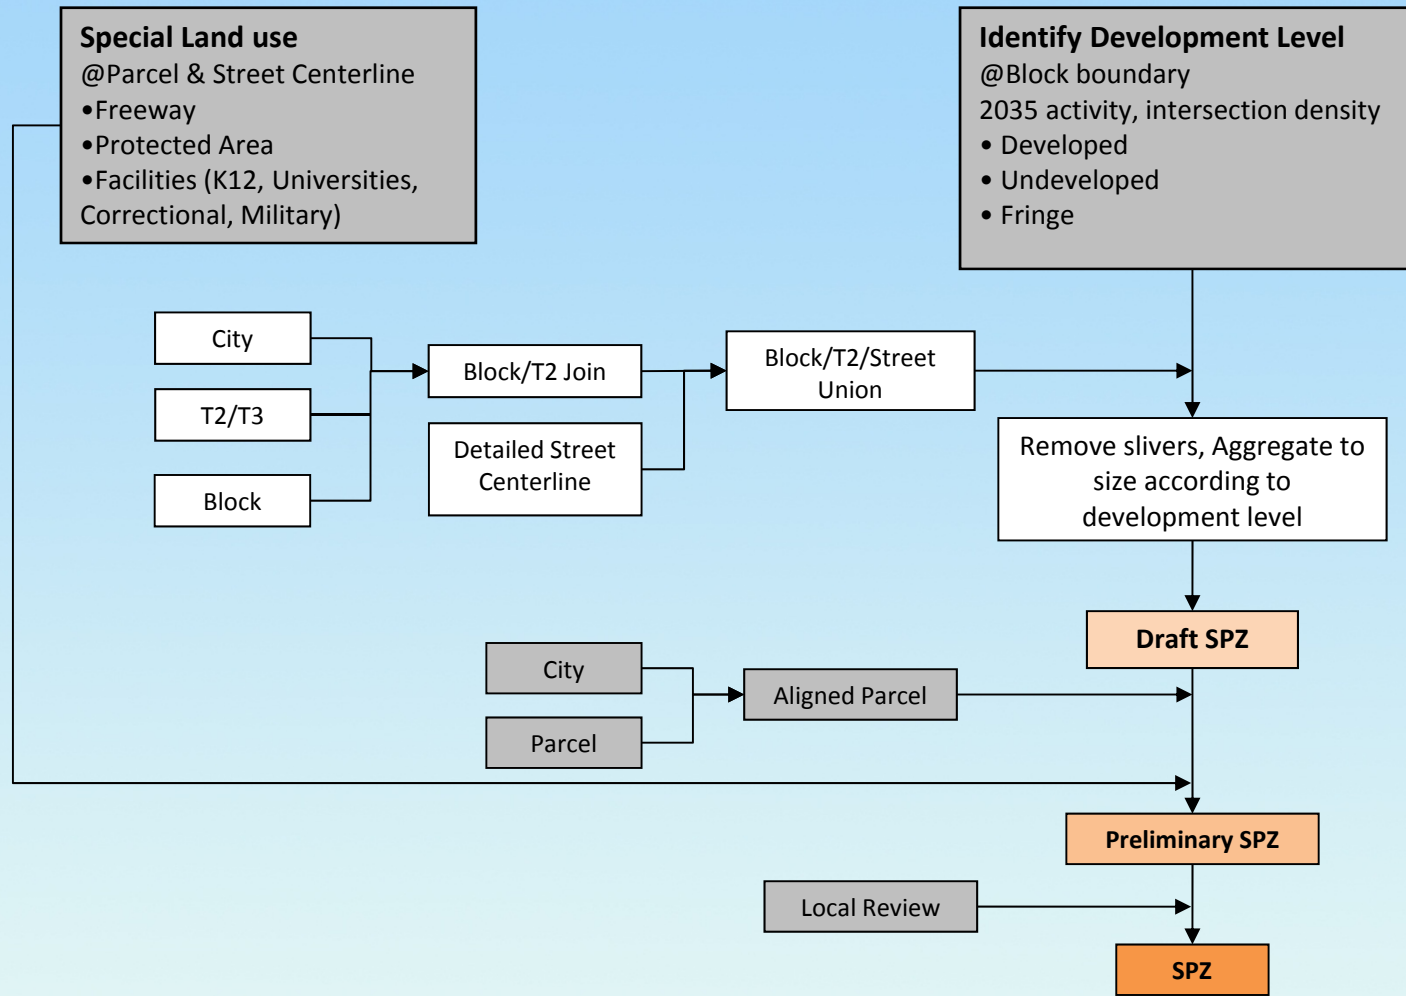 Special Land use
@Parcel & Street Centerline
•Freeway
•Protected Area
•Facilities (K12, Universities,
Correctional, Military)
Identify Development Level
@Block boundary
2035 activity, intersection density
• Developed
• Undeveloped
• Fringe
City
T2/T3
Block
Block/T2 Join
Detailed Street
Centerline
Block/T2/Street
Union
Remove slivers, Aggregate to
size according to
development level
Draft SPZ
City
Parcel
Aligned Parcel
Preliminary SPZ
Local Review
SPZ